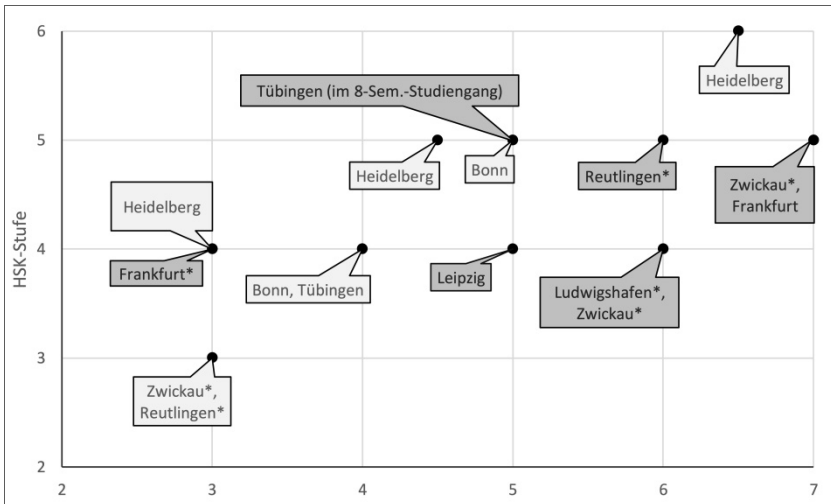 6
Heidelberg
Tübingen (im 8-Sem.-Studiengang)
5
Heidelberg
Bonn
Reutlingen*
Zwickau*,
Frankfurt
Heidelberg
HSK-Stufe
4
Frankfurt*
Bonn, Tübingen
Leipzig
Ludwigshafen*,
Zwickau*
3
Zwickau*,
Reutlingen*
2
2 3 4 5 6 7